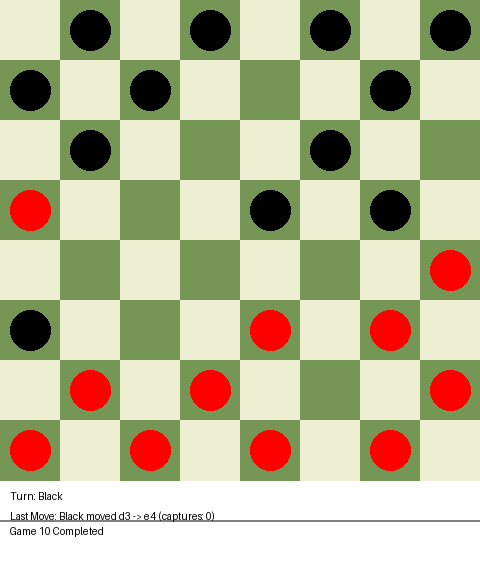 Turn: Black
Last Move: Black moved d3 -> e4 (captures: 0)
Game 10 Completed